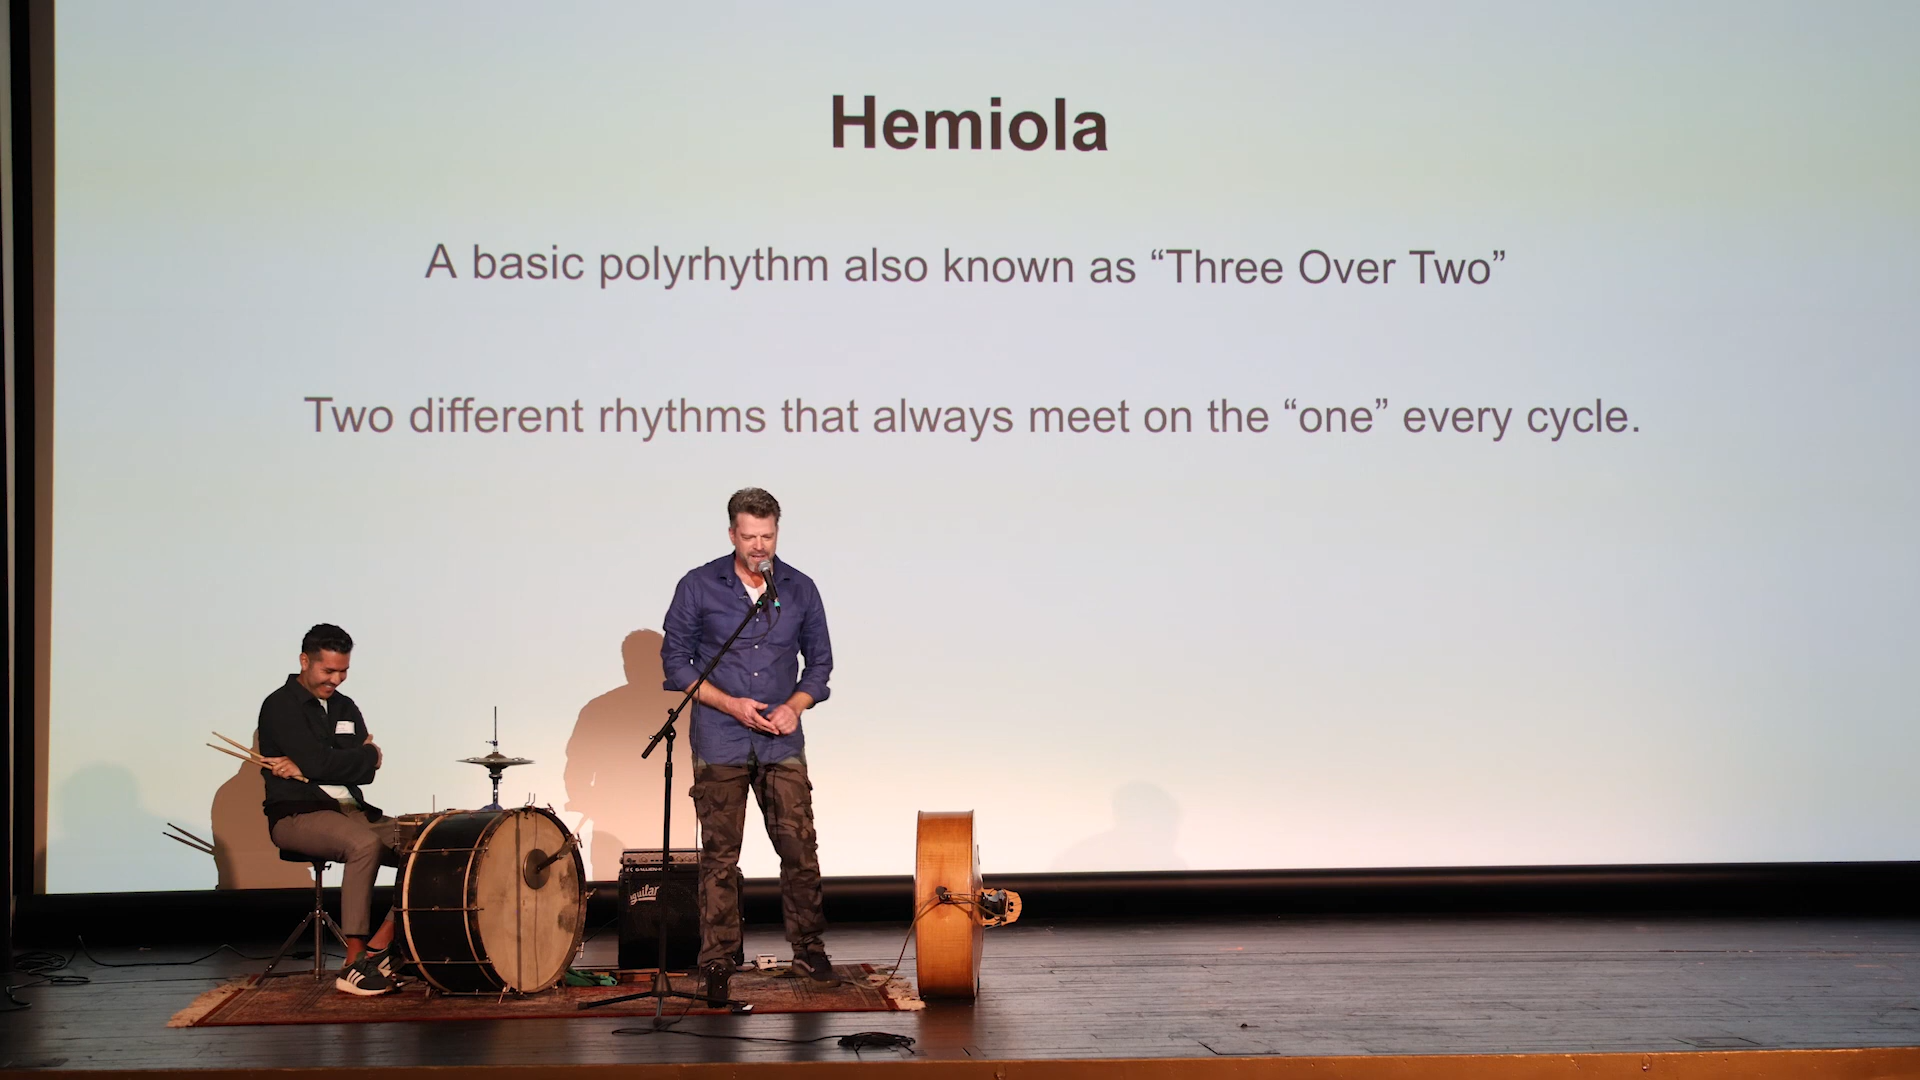 Hemiola
A basic polyrhythm also known as “Three Over Two”
Two different rhythms that always meet on the “one” every cycle.